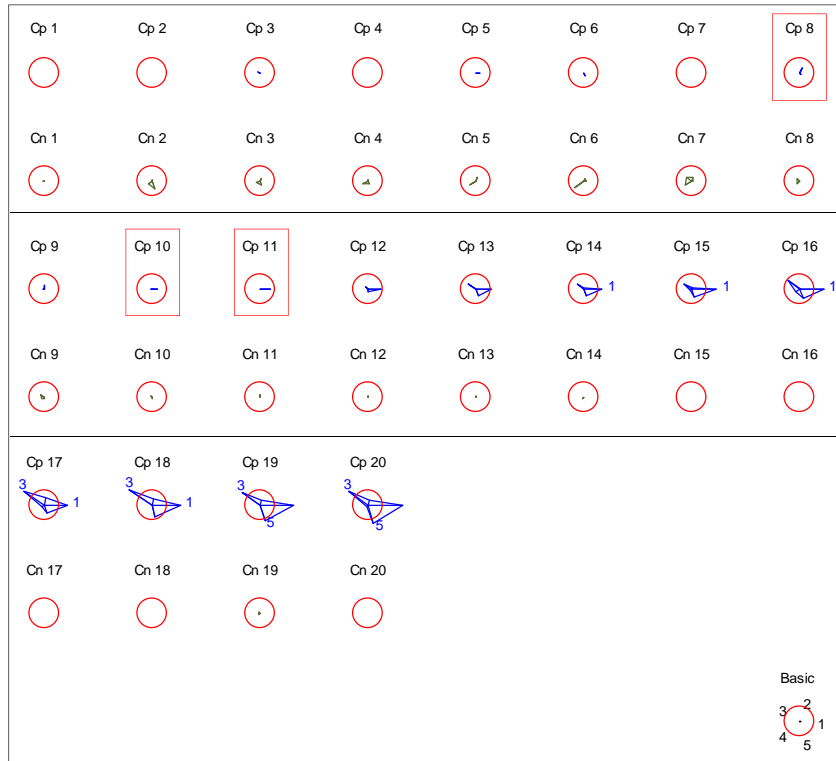 Cp 1 Cp 2 Cp 3 Cp 4 Cp 5 Cp 6 Cp 7 Cp 8
Cn 1 Cn 2 Cn 3 Cn 4 Cn 5 Cn 6 Cn 7 Cn 8
Cp 9 Cp 10 Cp 11 Cp 12 Cp 13 Cp 14 Cp 15 Cp 16
1 1 1
Cn 9 Cn 10 Cn 11 Cn 12 Cn 13 Cn 14 Cn 15 Cn 16
Cp 17 Cp 18 Cp 19 Cp 20
3 3 3 3
1 1
5 5
Cn 17 Cn 18 Cn 19 Cn 20
Basic
2
3
1
4
5